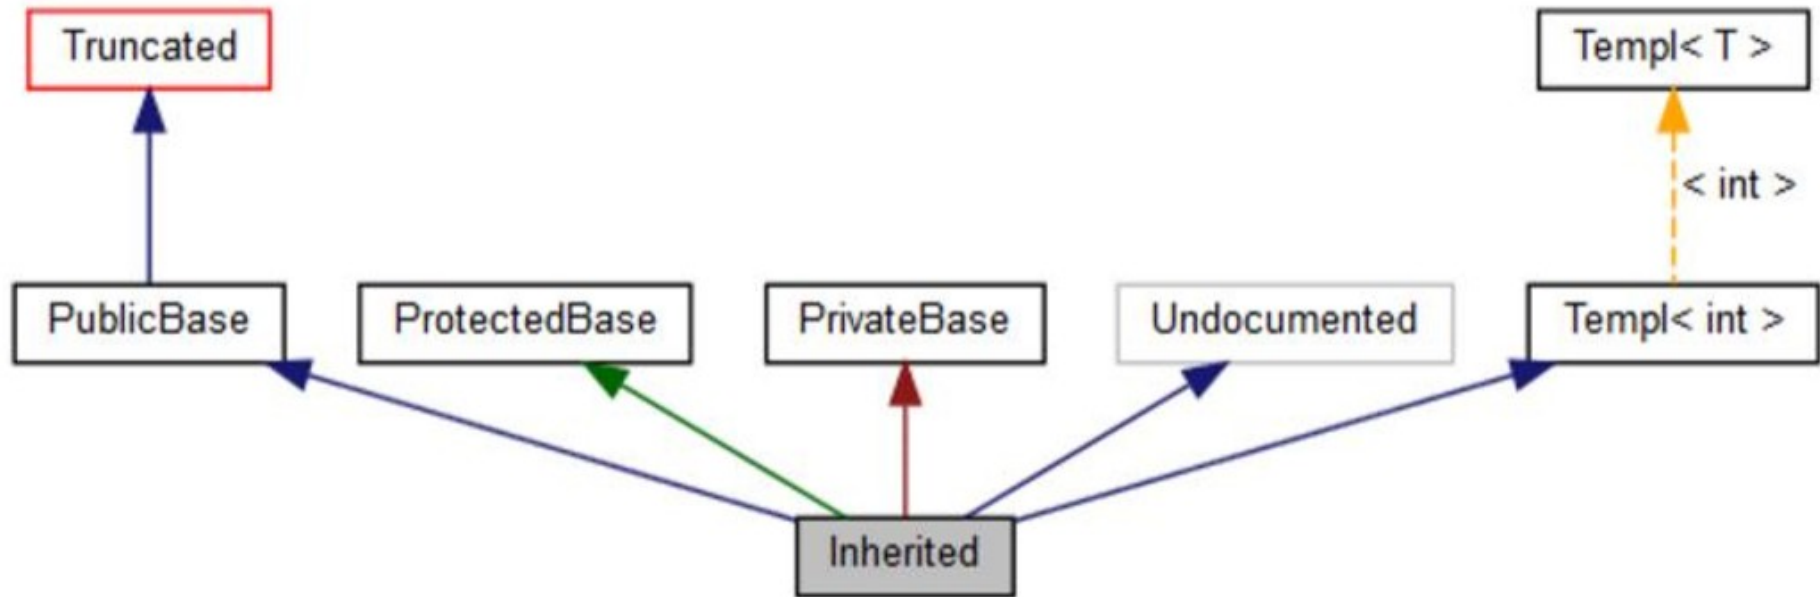 Truncated
Templ< T >
< int >
PublicBase
ProtectedBase
PrivateBase
Undocumented
Templ< int >
Inherited